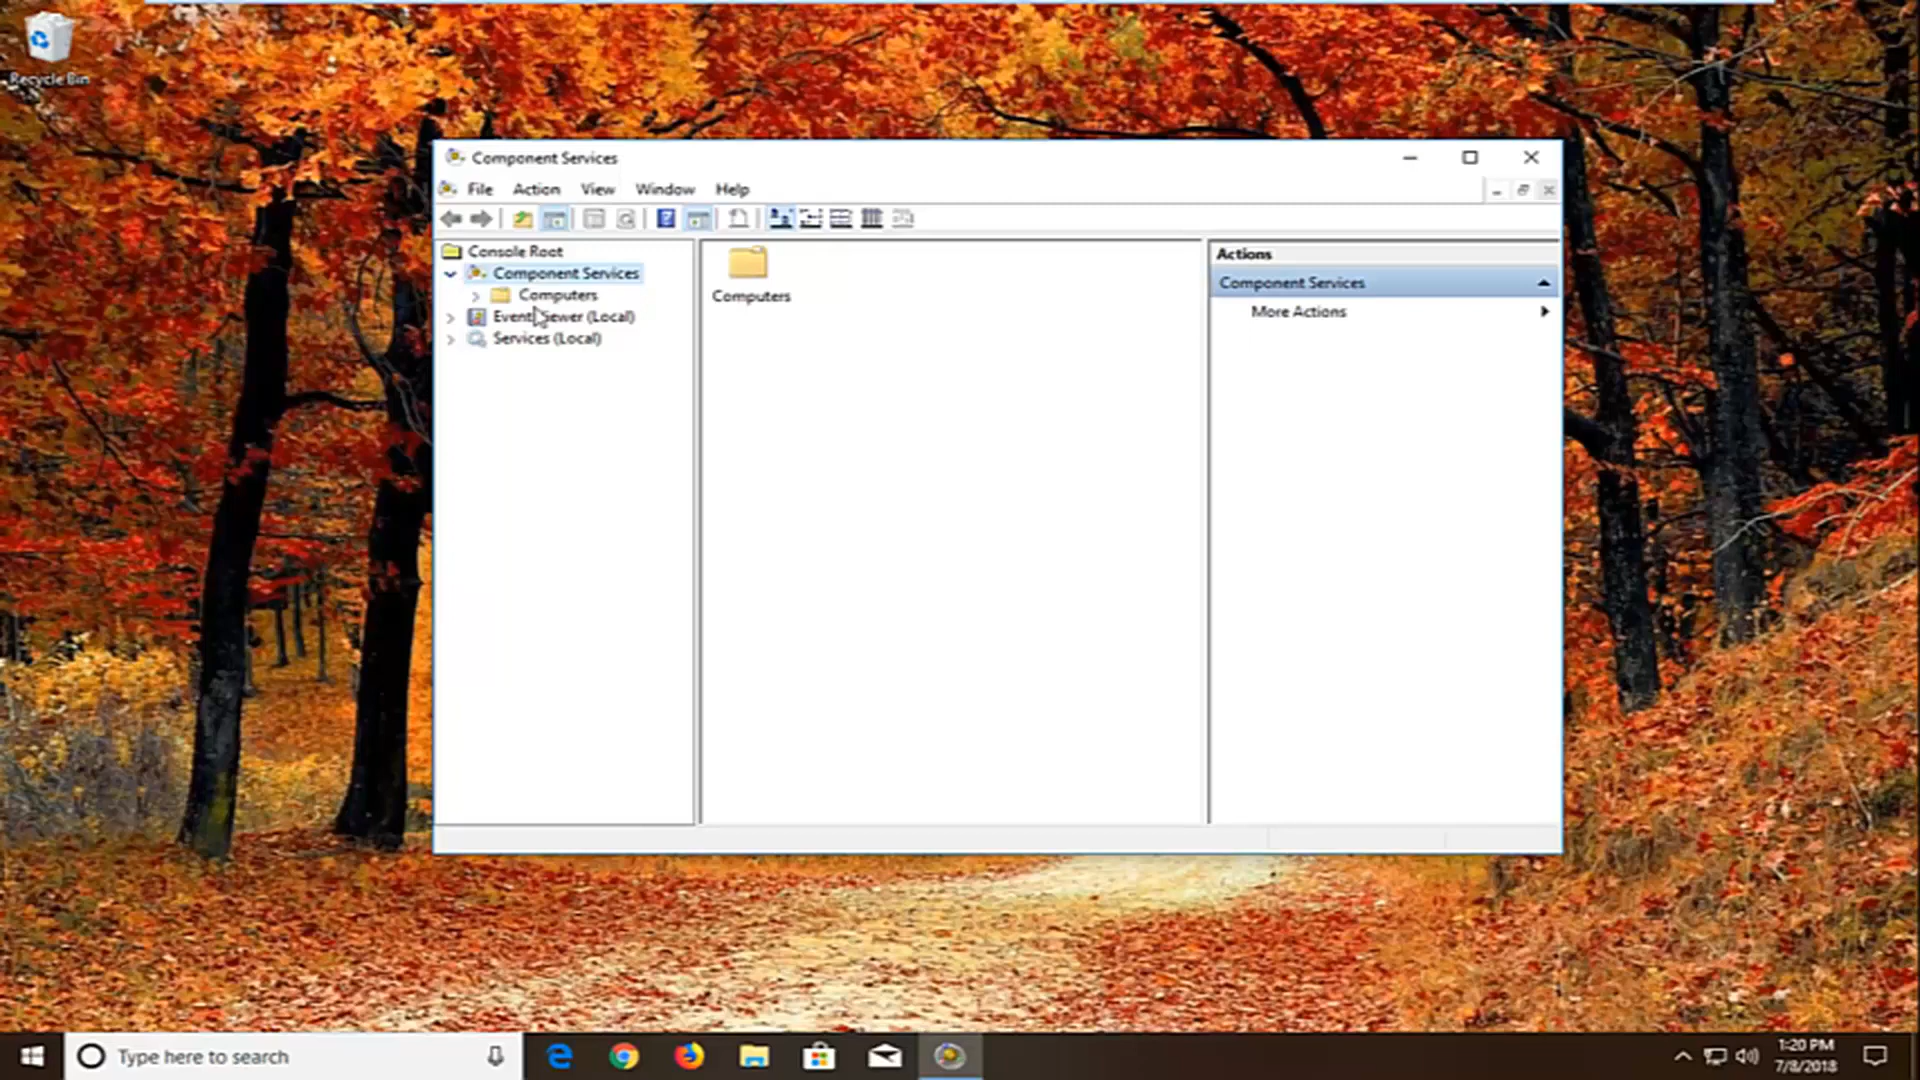 Recycle Bin
Component Services
File Action View Window Help
Console Root
Component Services
Computers
Event Viewer (Local)
Services (Local)
Computers
Actions
Component Services
More Actions
Type here to search
1:20 PM
7/8/2018